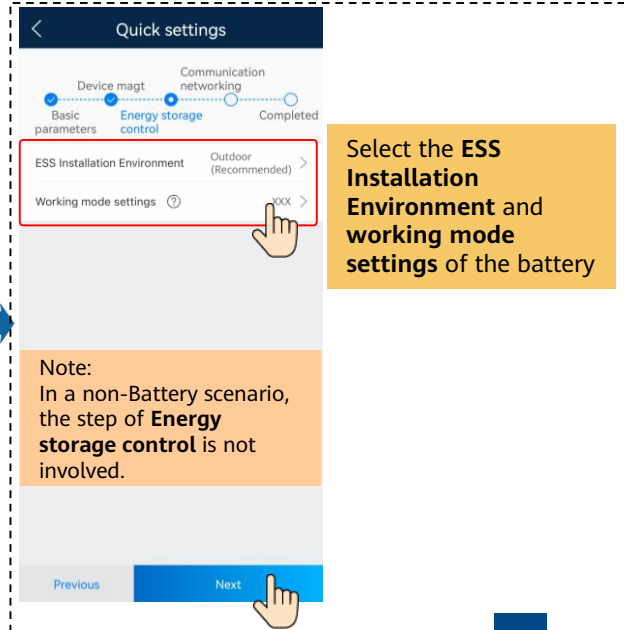 Quick settings
Communication
Device magt networking
Basic Energy storage Completed
parameters control
ESS Installation Environment Outdoor
(Recommended)
Working mode settings ? XXX
Select the ESS
Installation
Environment and
working mode
settings of the battery
Note:
In a non-Battery scenario,
the step of Energy
storage control is not
involved.
Previous Next